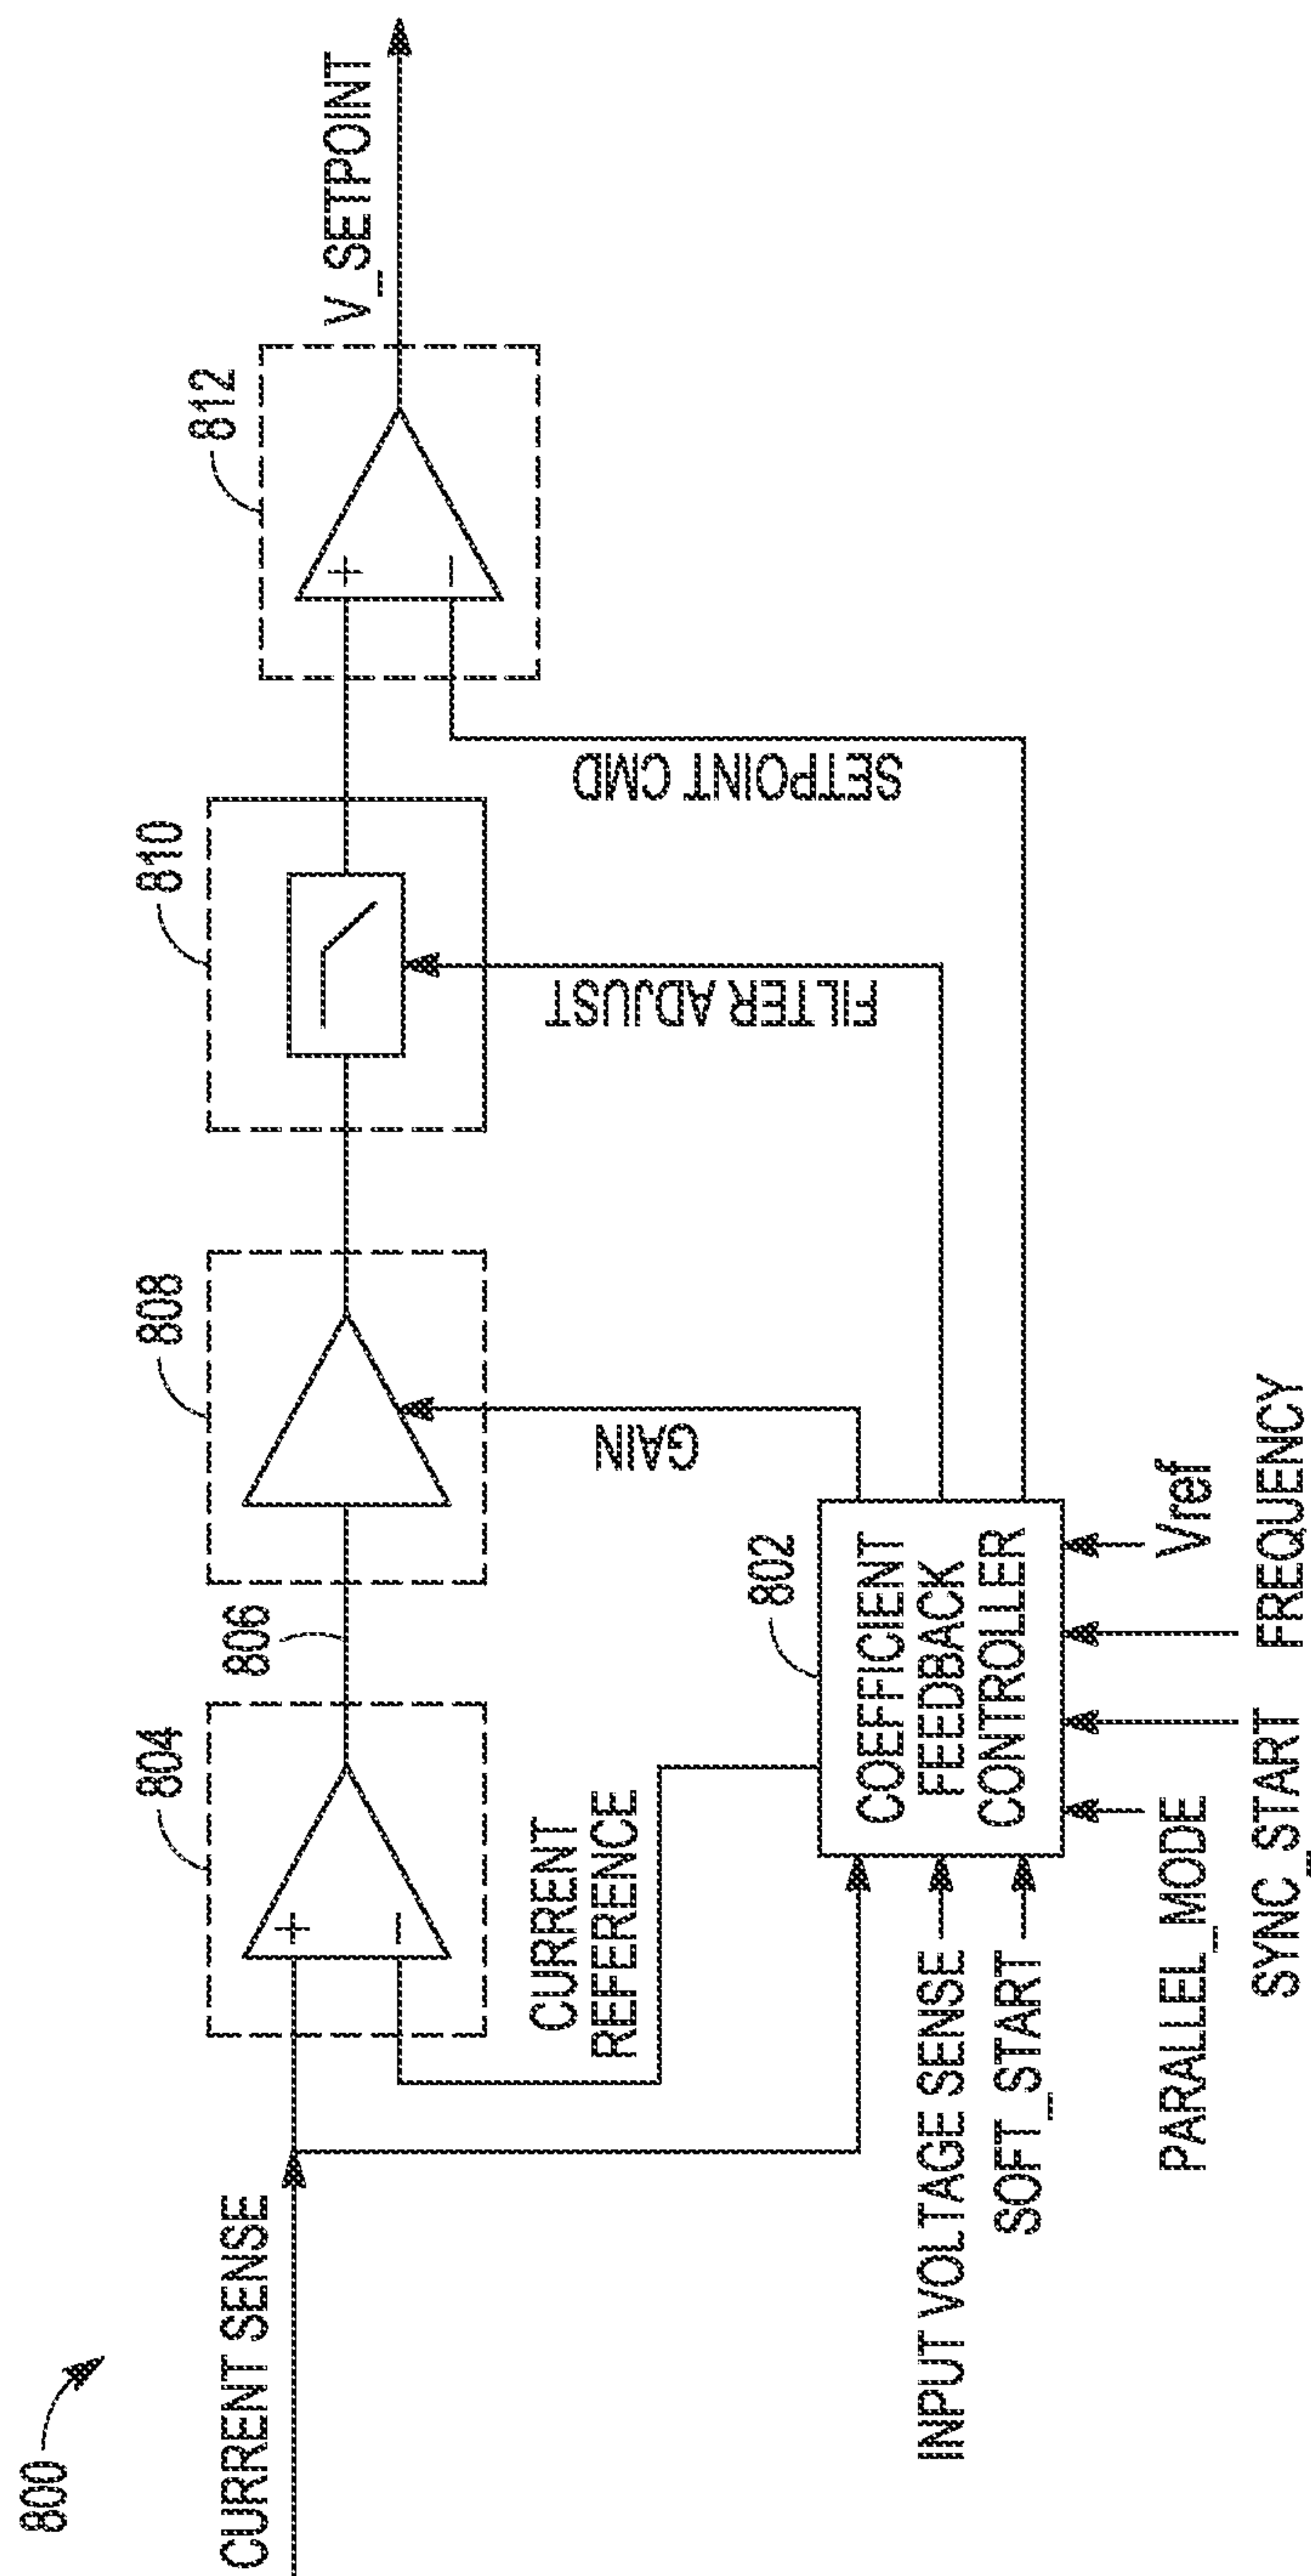 800
CURRENT SENSE
804
806
808
810
812
V_SETPOINT
CURRENT
REFERENCE
GAIN
FILTER ADJUST
SETPOINT CMD
802
COEFFICIENT
FEEDBACK
CONTROLLER
INPUT VOLTAGE SENSE
SOFT_START
PARALLEL_MODE
SYNC_START
FREQUENCY
Vref
+
−
+
−